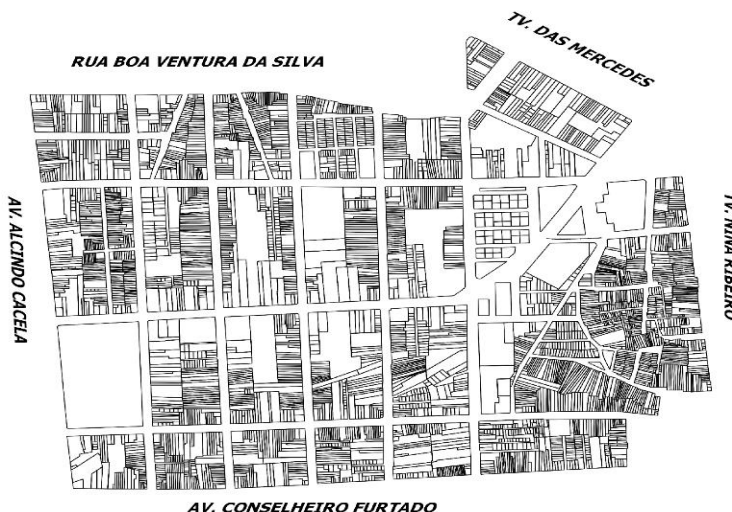 TV. DAS MERCEDES
RUA BOA VENTURA DA SILVA
AV. ALCINDO CACELA
TV. NINA RIBEIRO
AV. CONSELHEIRO FURTADO